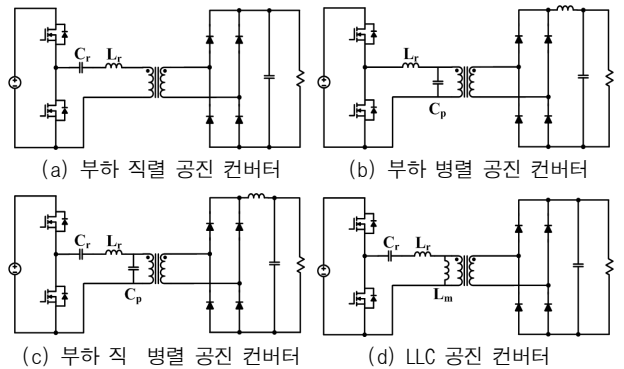 C_r L_r
L_r
C_p
(a) 부하 직렬 공진 컨버터
(b) 부하 병렬 공진 컨버터
C_r L_r
C_p
C_r L_r
L_m
(c) 부하 직 병렬 공진 컨버터
(d) LLC 공진 컨버터